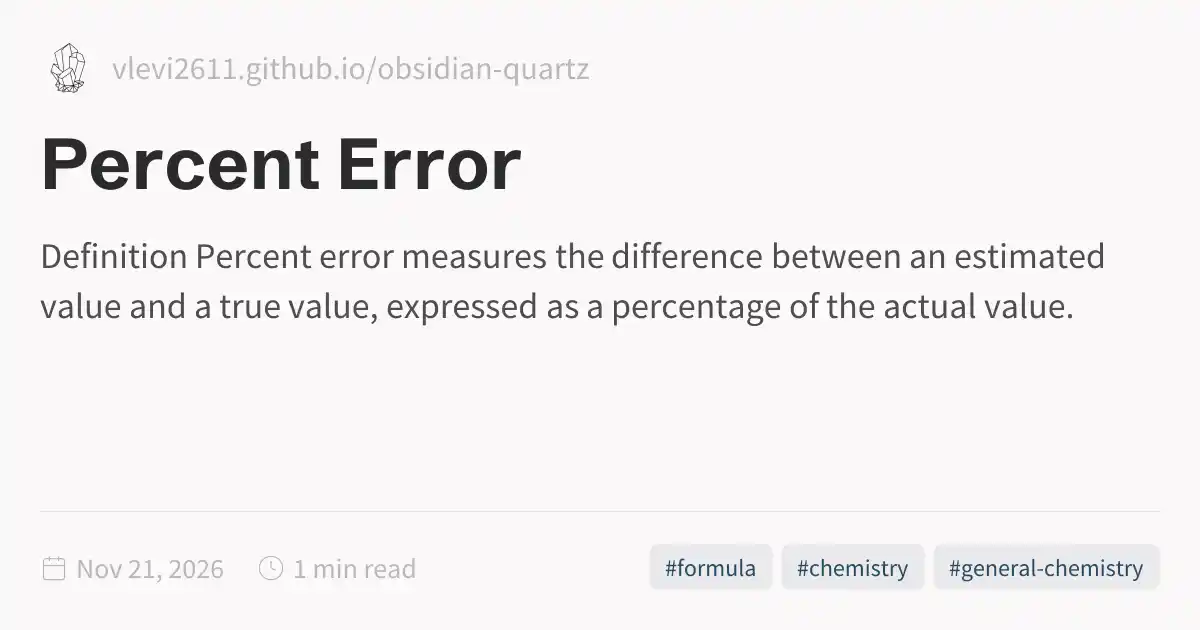 vlevi2611.github.io/obsidian-quartz
Percent Error
Definition Percent error measures the difference between an estimated
value and a true value, expressed as a percentage of the actual value.
Nov 21, 2026 1 min read #formula #chemistry #general-chemistry